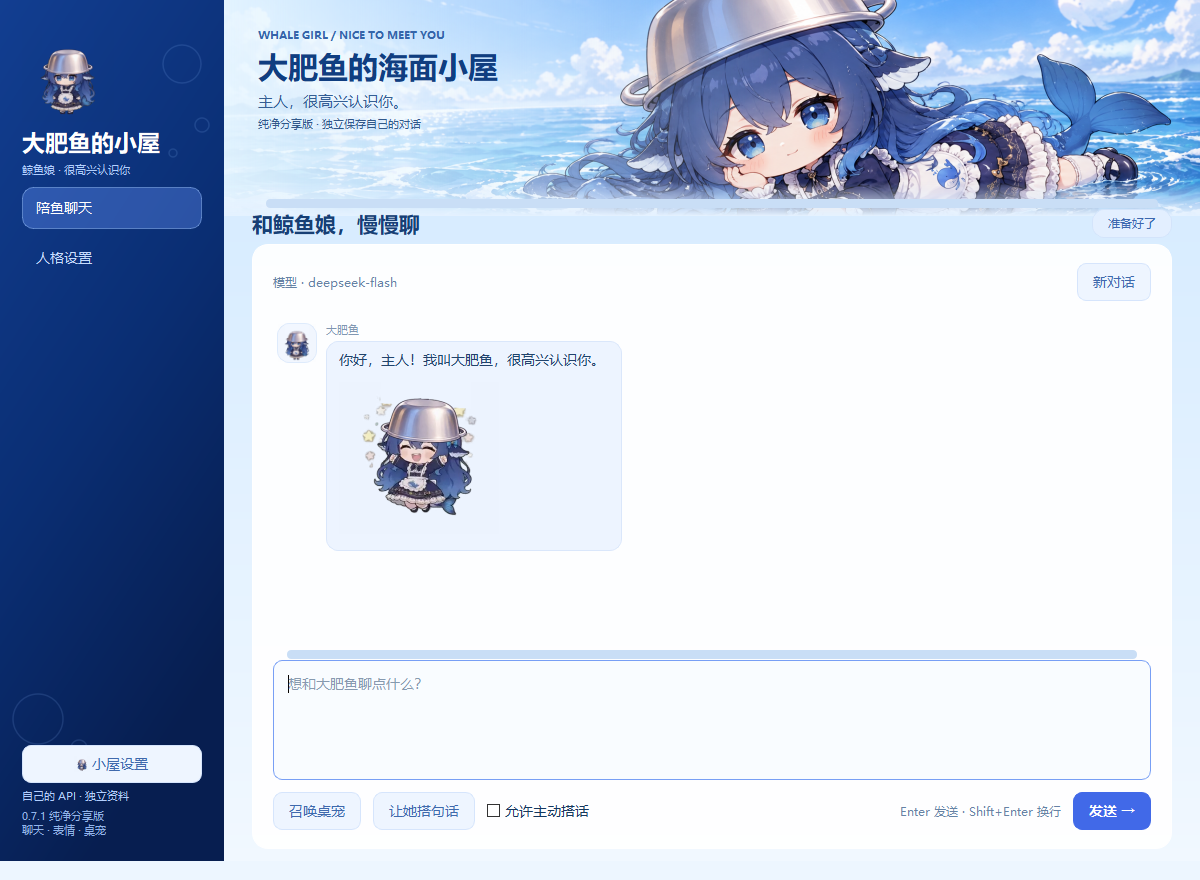 大肥鱼的小屋
鲸鱼娘 · 很高兴认识你
陪鱼聊天
人格设置
小屋设置
自己的 API · 独立资料
0.7.1 纯净分享版
聊天 · 表情 · 桌宠
WHALE GIRL / NICE TO MEET YOU
大肥鱼的海面小屋
主人，很高兴认识你。
纯净分享版 · 独立保存自己的对话
和鲸鱼娘，慢慢聊
准备好了
模型 · deepseek-flash
新对话
大肥鱼
你好，主人！我叫大肥鱼，很高兴认识你。
想和大肥鱼聊点什么？
召唤桌宠
让她搭句话
允许主动搭话
Enter 发送 · Shift+Enter 换行
发送 →